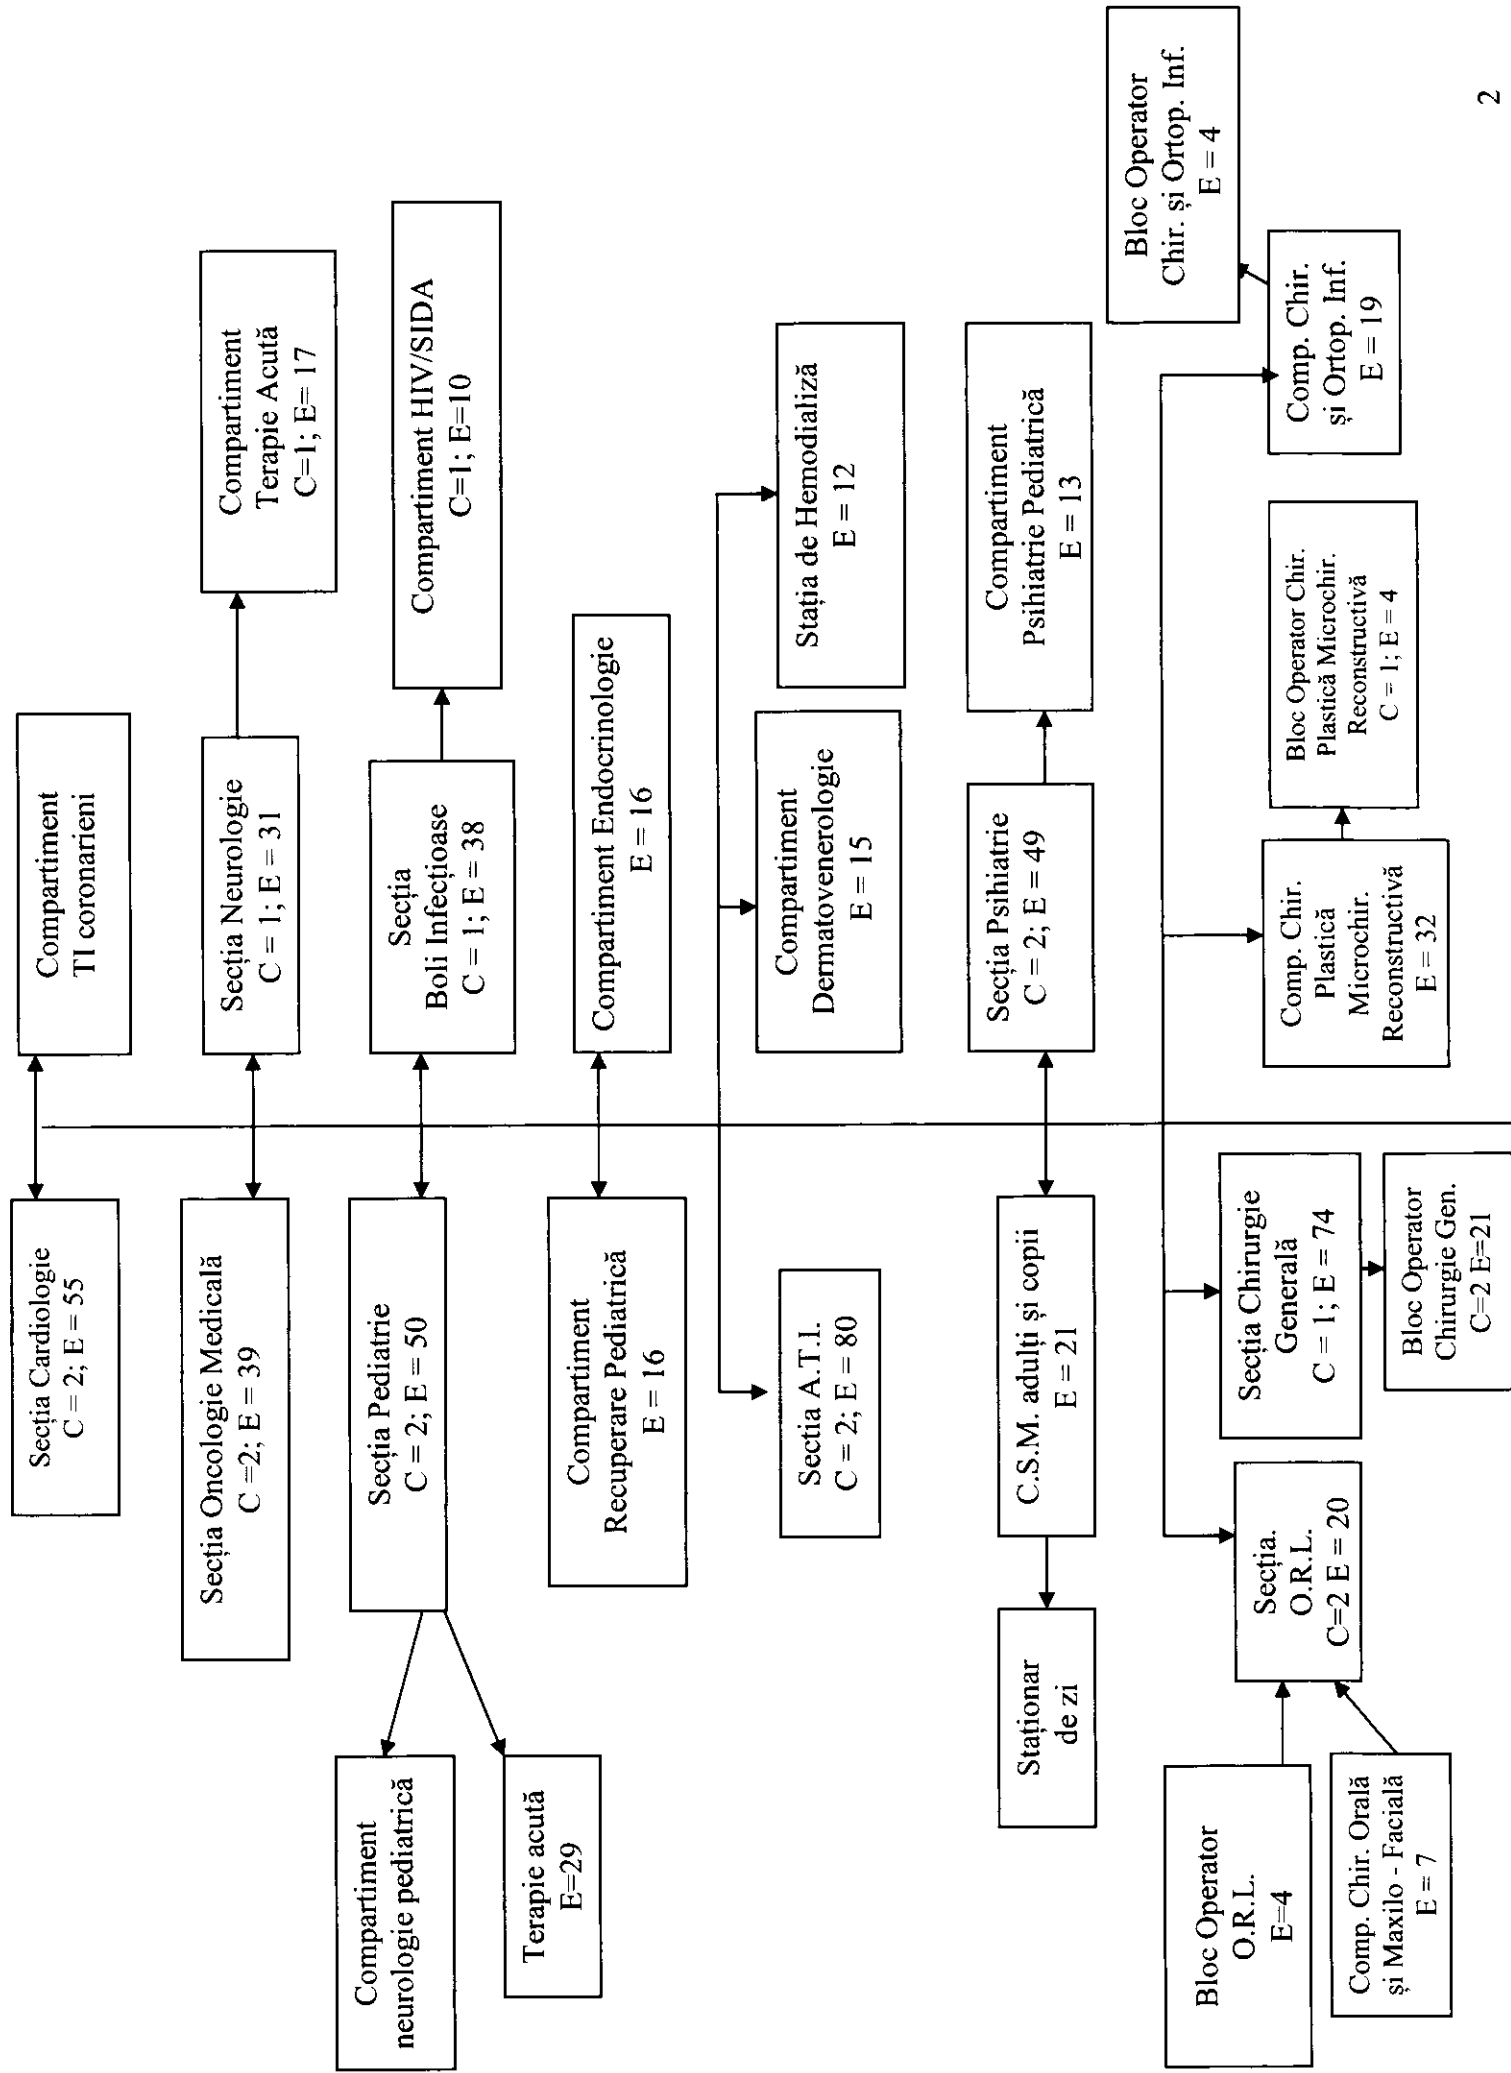 Secția Cardiologie
C = 2; E = 55
Compartiment
TI coronarieni
Secția Oncologie Medicală
C =2; E = 39
Secția Neurologie
C = 1; E = 31
Compartiment
Terapie Acută
C=1; E= 17
Compartiment
neurologie pediatrică
Terapie acută
E=29
Secția Pediatrie
C = 2; E = 50
Secția
Boli Infecțioase
C = 1; E = 38
Compartiment HIV/SIDA
C=1; E=10
Compartiment
Recuperare Pediatrică
E = 16
Compartiment Endocrinologie
E = 16
Sectia A.T.I.
C = 2; E = 80
Compartiment
Dermatovenerologie
E = 15
Stația de Hemodializă
E = 12
Staționar
de zi
C.S.M. adulți și copii
E = 21
Secția Psihiatrie
C = 2; E = 49
Compartiment
Psihiatrie Pediatrică
E = 13
Bloc Operator
O.R.L.
E=4
Comp. Chir. Orală
și Maxilo - Facială
E = 7
Secția.
O.R.L.
C=2 E = 20
Secția Chirurgie
Generală
C = 1; E = 74
Bloc Operator
Chirurgie Gen.
C=2 E=21
Comp. Chir.
Plastică
Microchir.
Reconstructivă
E = 32
Bloc Operator Chir.
Plastică Microchir.
Reconstructivă
C = 1; E = 4
Comp. Chir.
și Ortop. Inf.
E = 19
Bloc Operator
Chir. și Ortop. Inf.
E = 4
2